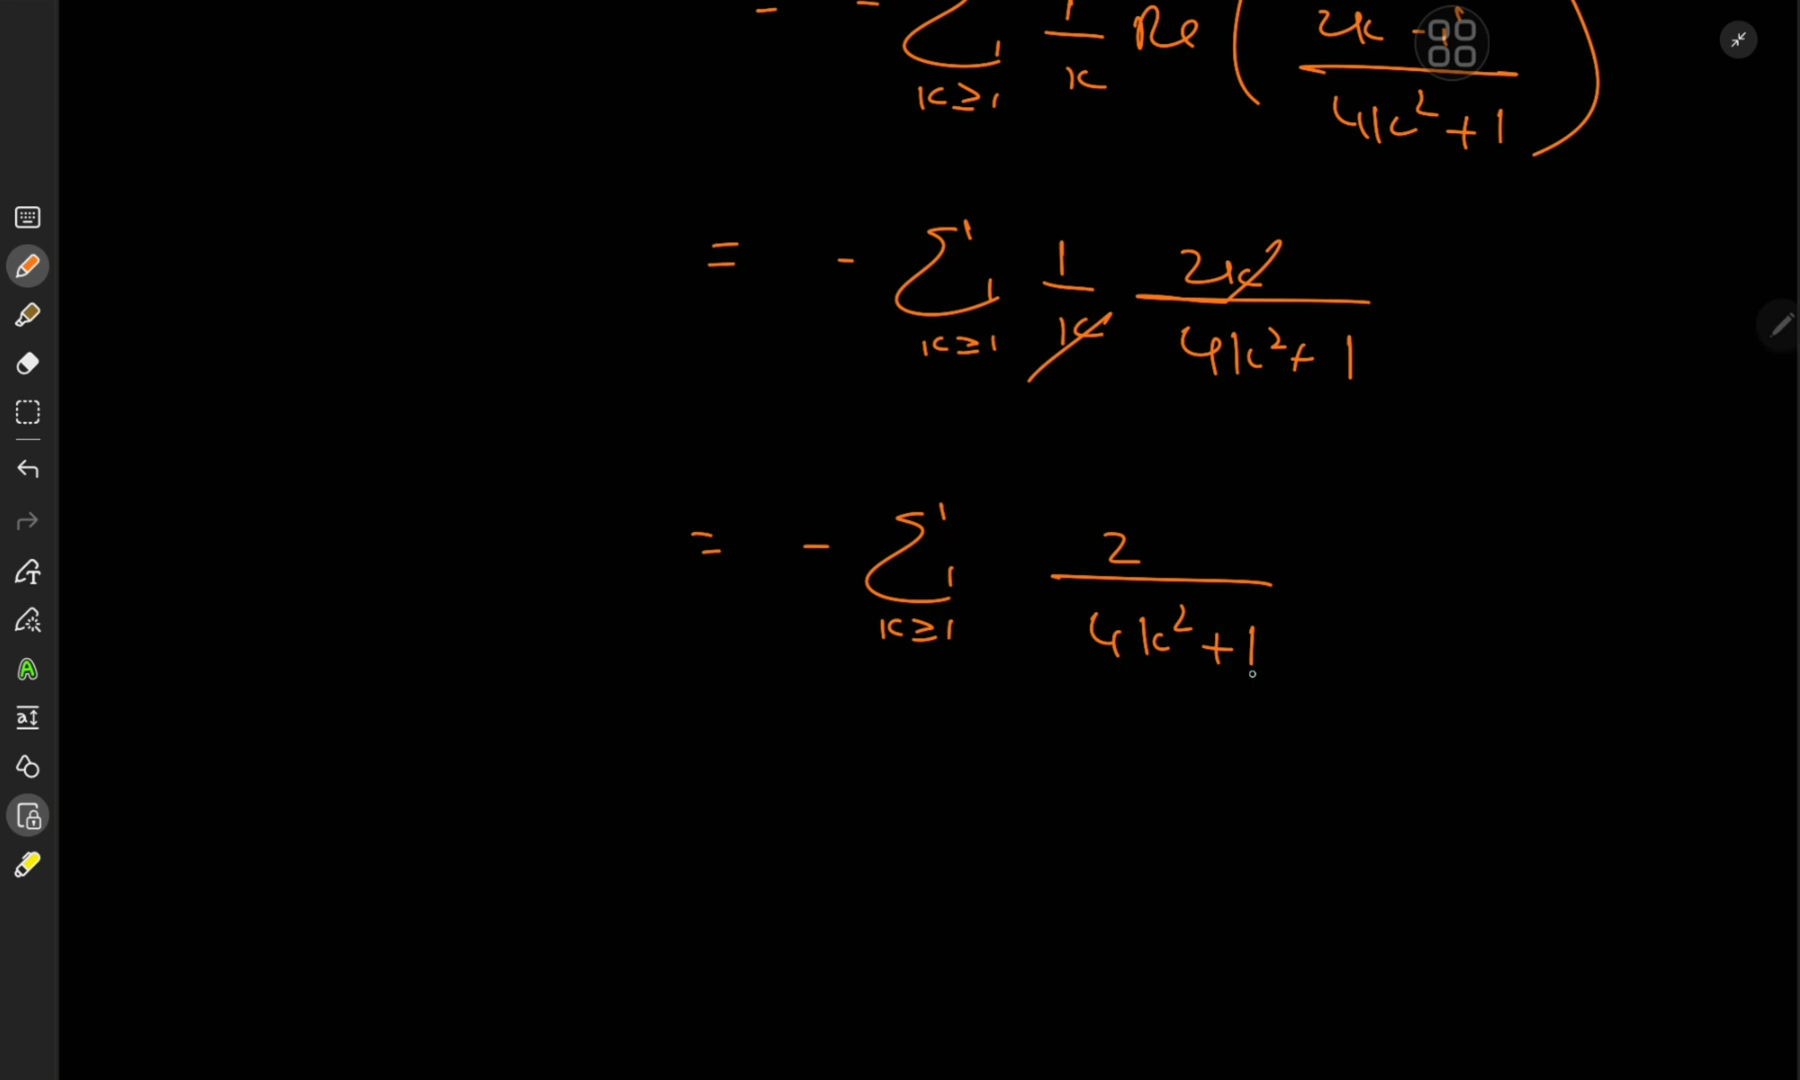 = - ∑_{k≥1} 1/k Re ( (2k - i)/(4k² + 1) )
= - ∑_{k≥1} 1/k 2k/(4k² + 1)
= - ∑_{k≥1} 2/(4k² + 1)